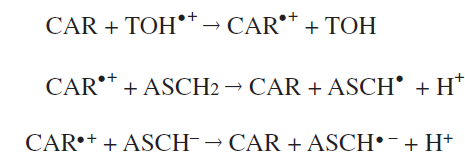 CAR + TOH•+ → CAR•+ + TOH
CAR•+ + ASCH2 → CAR + ASCH• + H+
CAR•+ + ASCH- → CAR + ASCH•- + H+